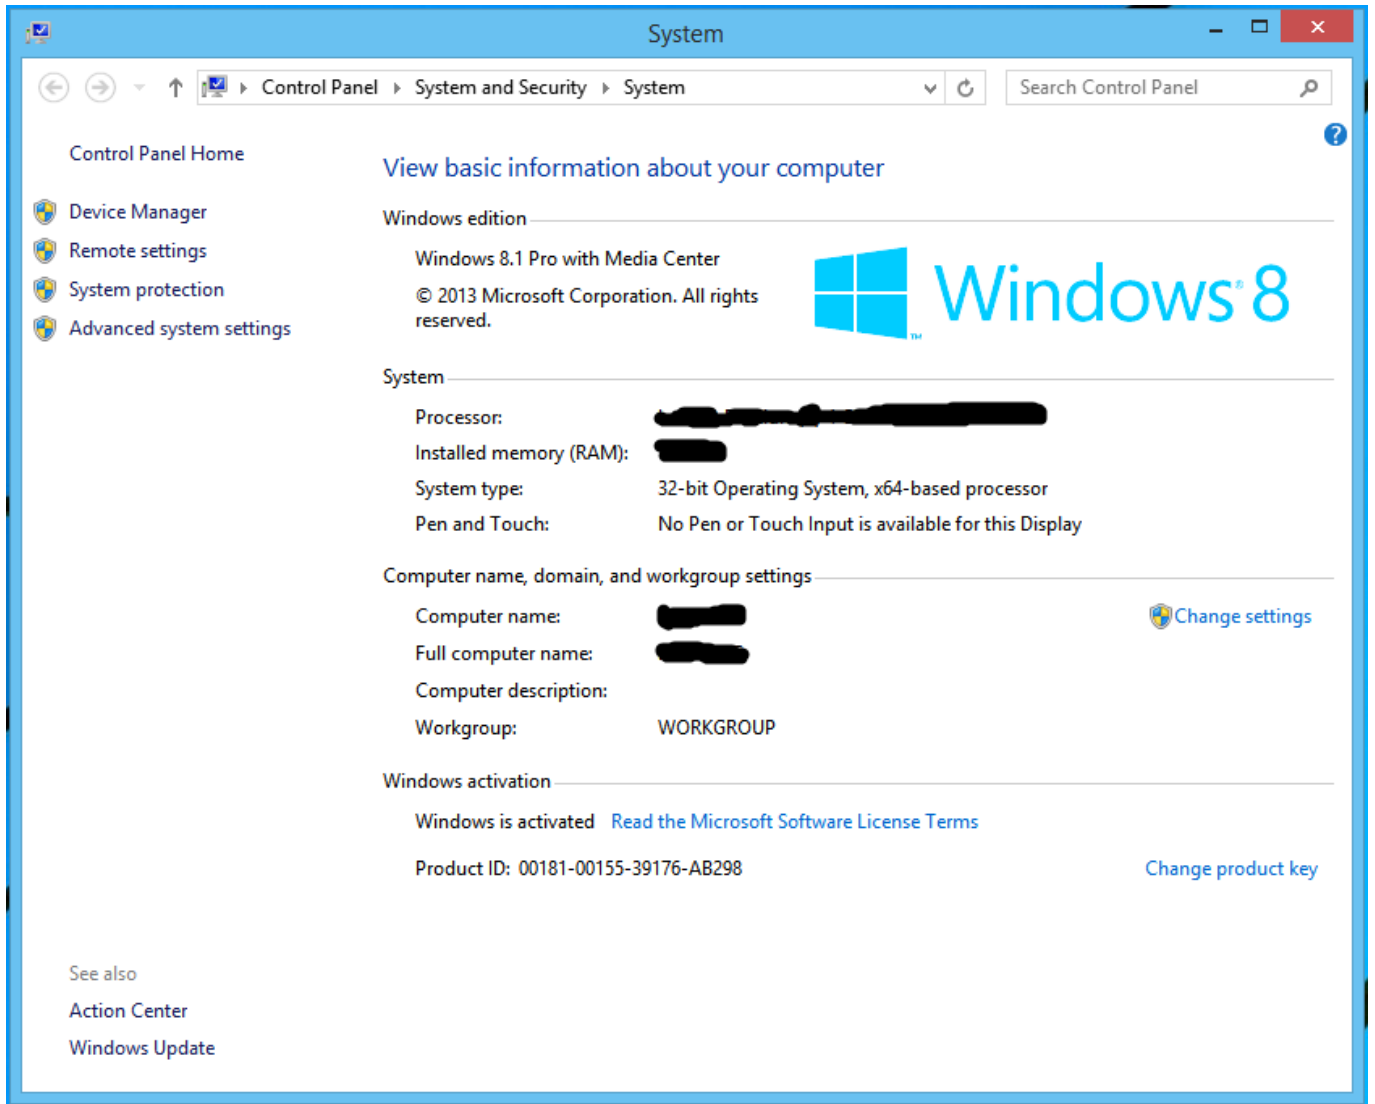 System
Control Panel System and Security System
Search Control Panel
Control Panel Home
Device Manager
Remote settings
System protection
Advanced system settings
View basic information about your computer
Windows edition
Windows 8.1 Pro with Media Center
© 2013 Microsoft Corporation. All rights
reserved.
Windows® 8
TM
System
Processor:
Installed memory (RAM):
System type: 32-bit Operating System, x64-based processor
Pen and Touch: No Pen or Touch Input is available for this Display
Computer name, domain, and workgroup settings
Computer name: Change settings
Full computer name:
Computer description:
Workgroup: WORKGROUP
Windows activation
Windows is activated Read the Microsoft Software License Terms
Product ID: 00181-00155-39176-AB298 Change product key
See also
Action Center
Windows Update